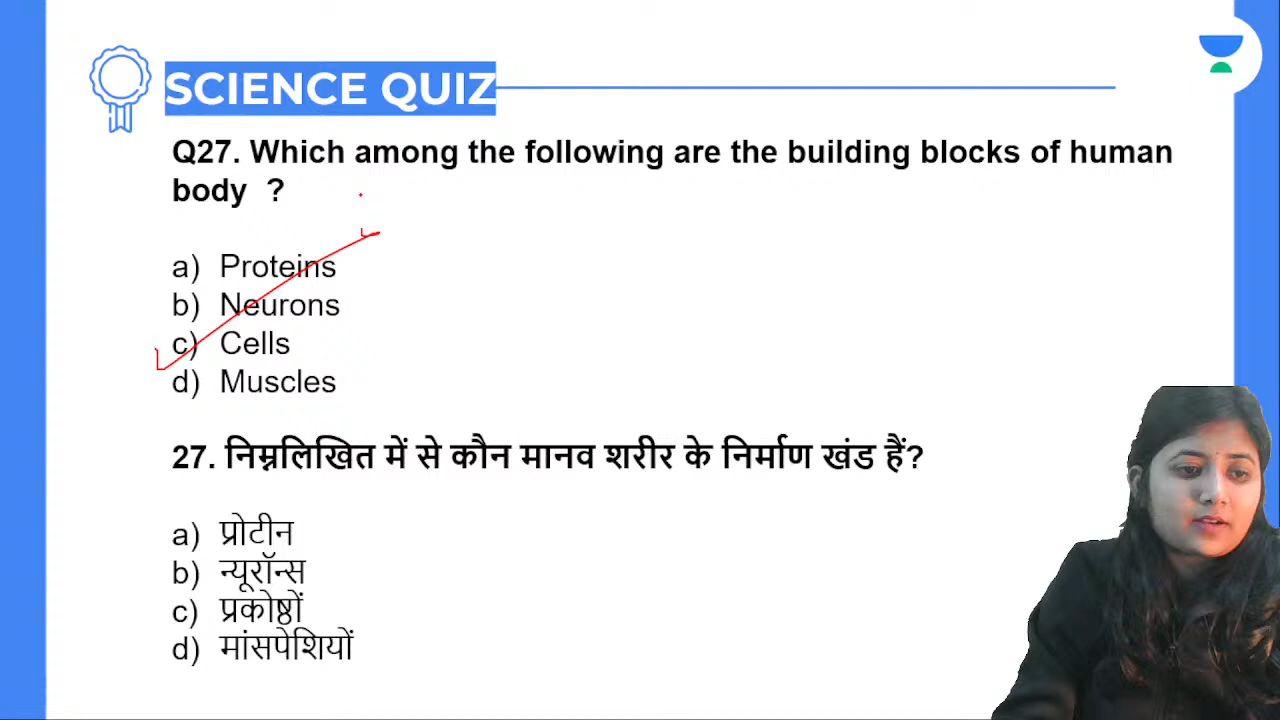 SCIENCE QUIZ
Q27. Which among the following are the building blocks of human
body ?
a) Proteins
b) Neurons
c) Cells
d) Muscles
27. निम्नलिखित में से कौन मानव शरीर के निर्माण खंड हैं?
a) प्रोटीन
b) न्यूरॉन्स
c) प्रकोष्ठों
d) मांसपेशियों